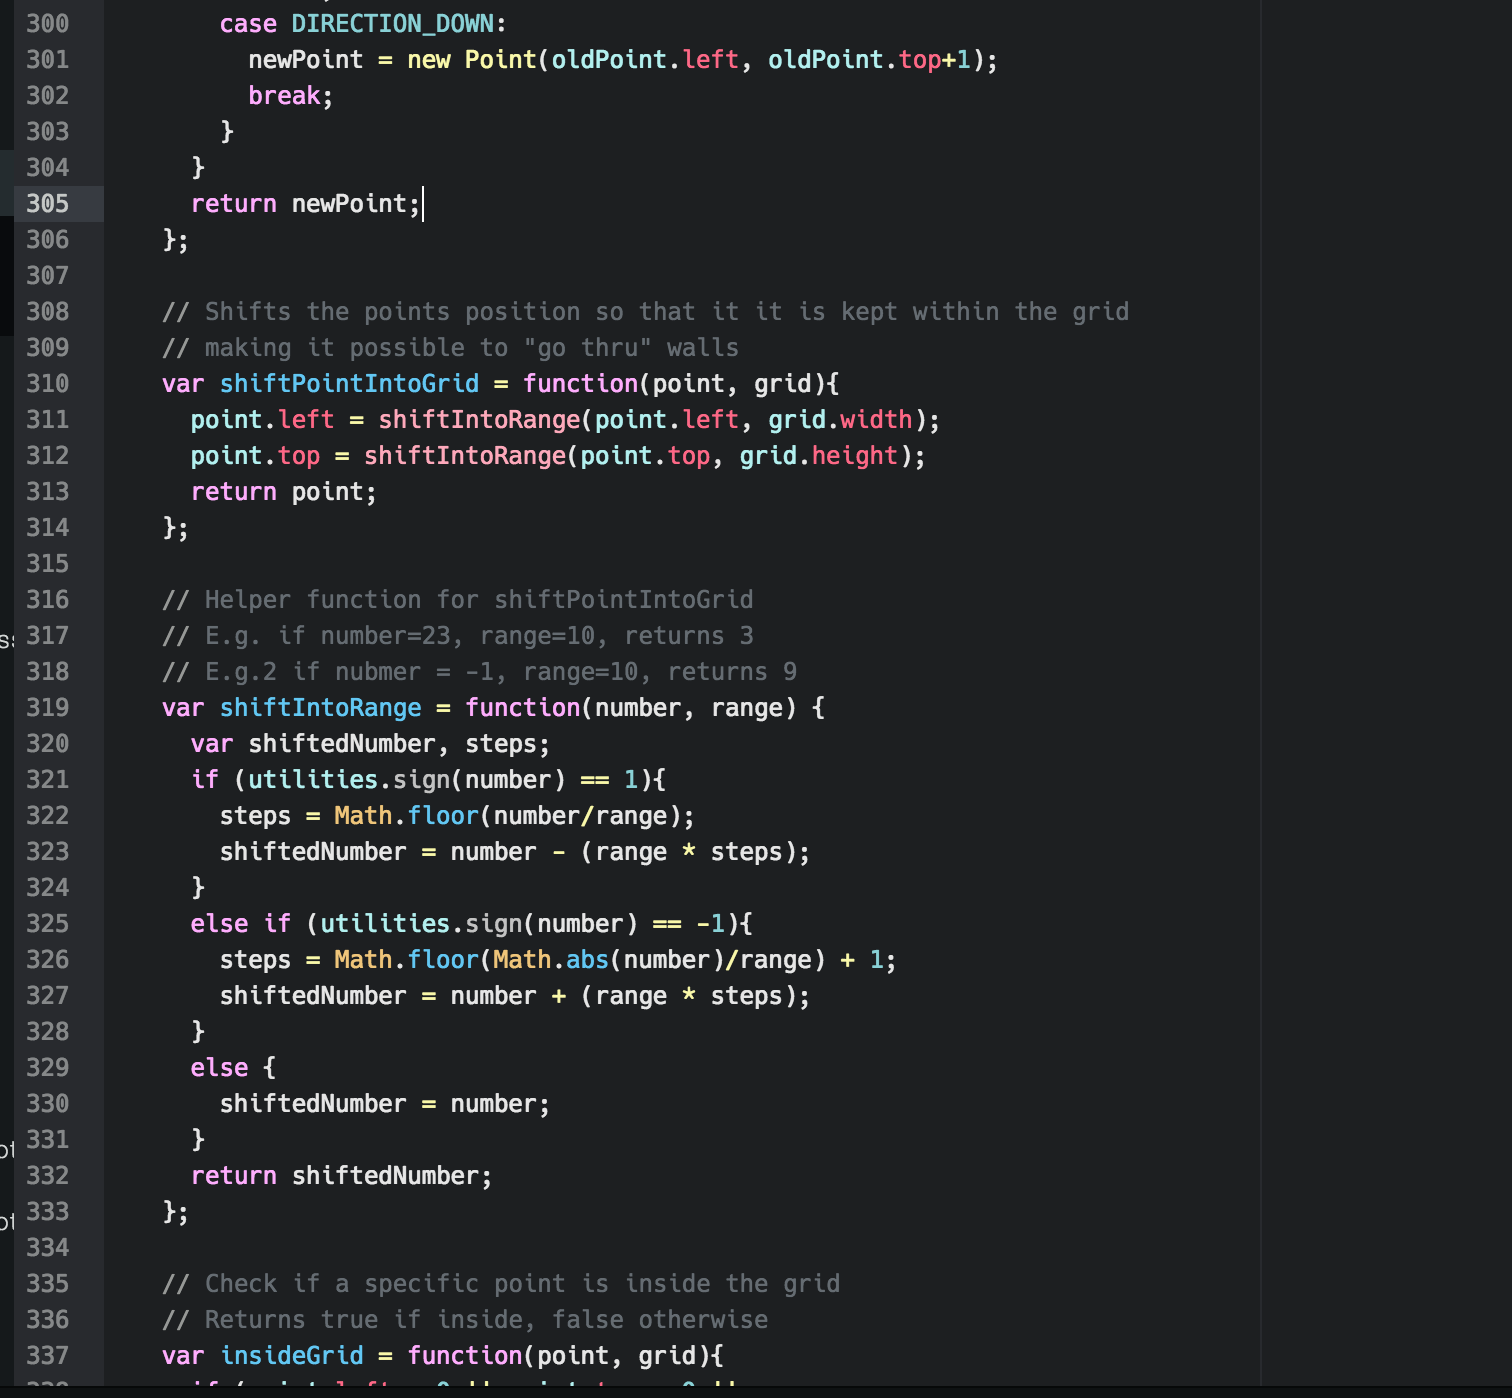 300 case DIRECTION_DOWN:
301 newPoint = new Point(oldPoint.left, oldPoint.top+1);
302 break;
303 }
304 }
305 return newPoint;
306 };
307
308 // Shifts the points position so that it it is kept within the grid
309 // making it possible to "go thru" walls
310 var shiftPointIntoGrid = function(point, grid){
311 point.left = shiftIntoRange(point.left, grid.width);
312 point.top = shiftIntoRange(point.top, grid.height);
313 return point;
314 };
315
316 // Helper function for shiftPointIntoGrid
317 // E.g. if number=23, range=10, returns 3
318 // E.g.2 if nubmer = -1, range=10, returns 9
319 var shiftIntoRange = function(number, range) {
320 var shiftedNumber, steps;
321 if (utilities.sign(number) == 1){
322 steps = Math.floor(number/range);
323 shiftedNumber = number - (range * steps);
324 }
325 else if (utilities.sign(number) == -1){
326 steps = Math.floor(Math.abs(number)/range) + 1;
327 shiftedNumber = number + (range * steps);
328 }
329 else {
330 shiftedNumber = number;
331 }
332 return shiftedNumber;
333 };
334
335 // Check if a specific point is inside the grid
336 // Returns true if inside, false otherwise
337 var insideGrid = function(point, grid){